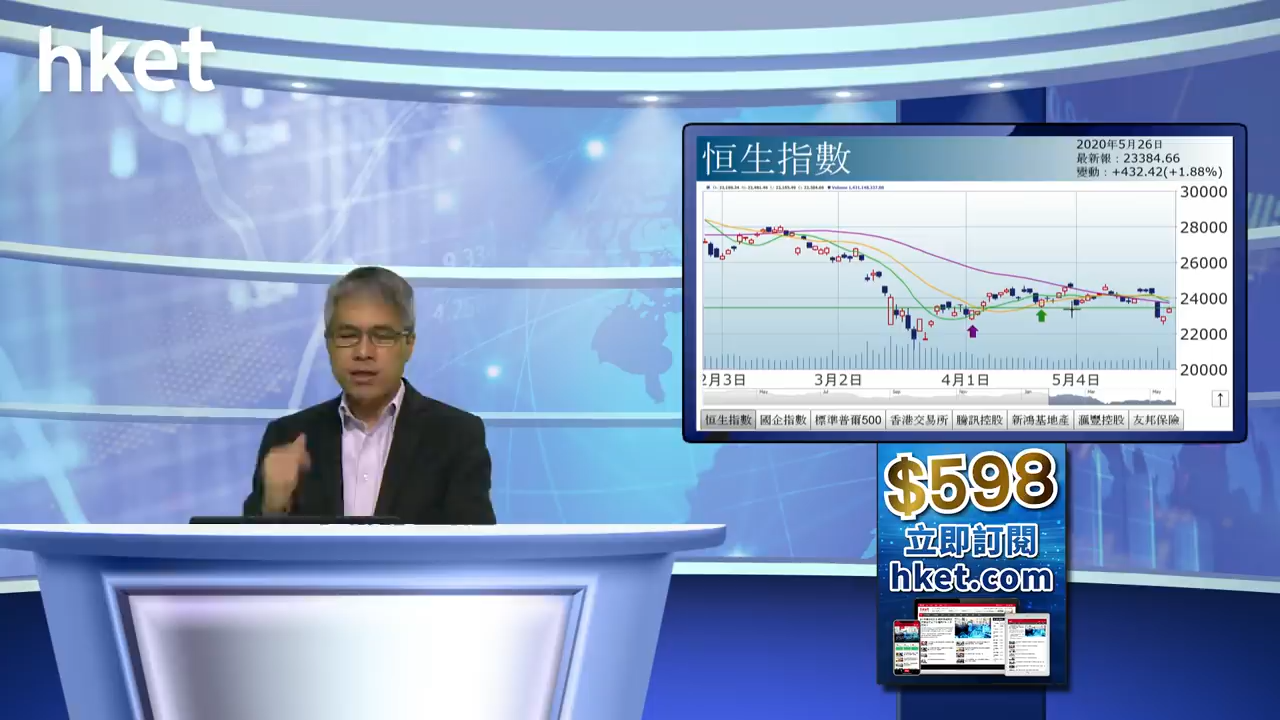 hket
恒生指數
2020年5月26日
最新報：23384.66
變動：+432.42(+1.88%)
30000
28000
26000
24000
22000
20000
2月3日 3月2日 4月1日 5月4日
恒生指數 國企指數 標準普爾500 香港交易所 騰訊控股 新鴻基地產 滙豐控股 友邦保險
$598
立即訂閱
hket.com